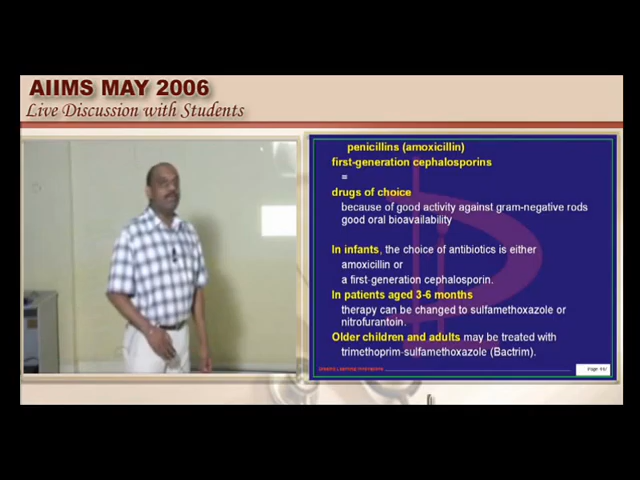 AIIMS MAY 2006
Live Discussion with Students
penicillins (amoxicillin)
first-generation cephalosporins
=
drugs of choice
because of good activity against gram-negative rods
good oral bioavailability
In infants, the choice of antibiotics is either
amoxicillin or
a first-generation cephalosporin.
In patients aged 3-6 months
therapy can be changed to sulfamethoxazole or
nitrofurantoin.
Older children and adults may be treated with
trimethoprim-sulfamethoxazole (Bactrim).
Learning
Page